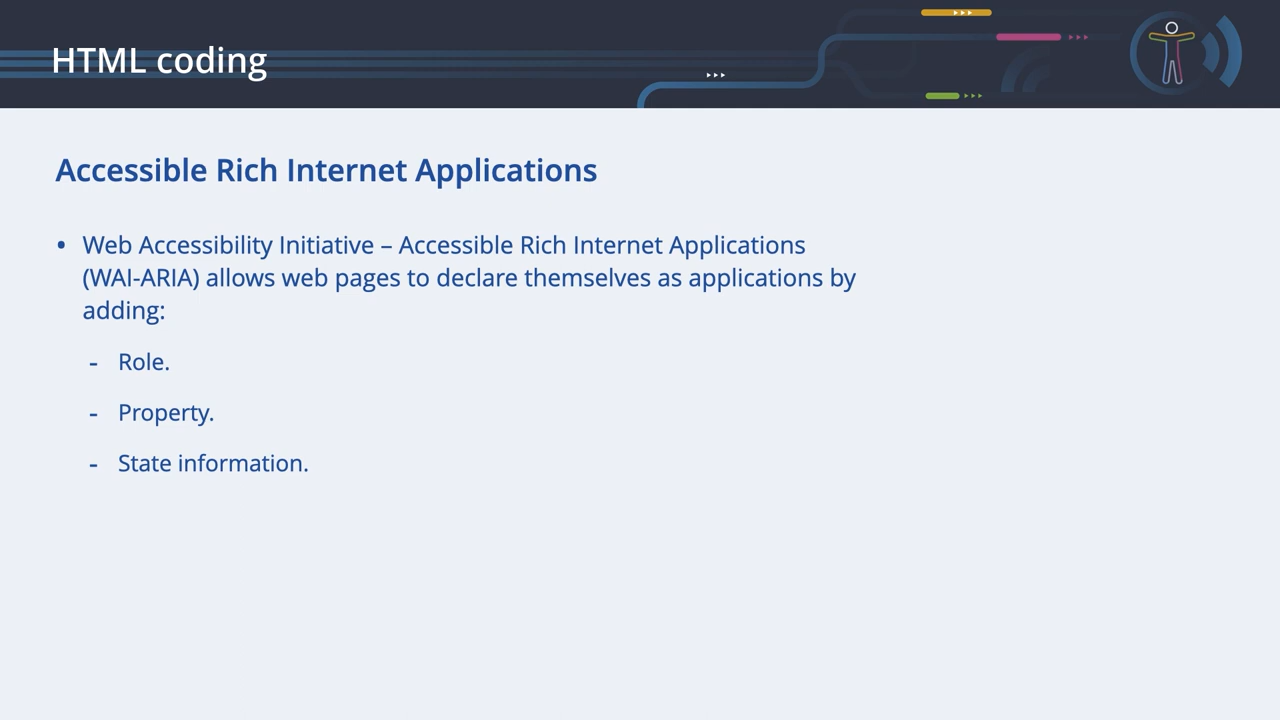 HTML coding
Accessible Rich Internet Applications
• Web Accessibility Initiative – Accessible Rich Internet Applications
(WAI-ARIA) allows web pages to declare themselves as applications by
adding:
- Role.
- Property.
- State information.